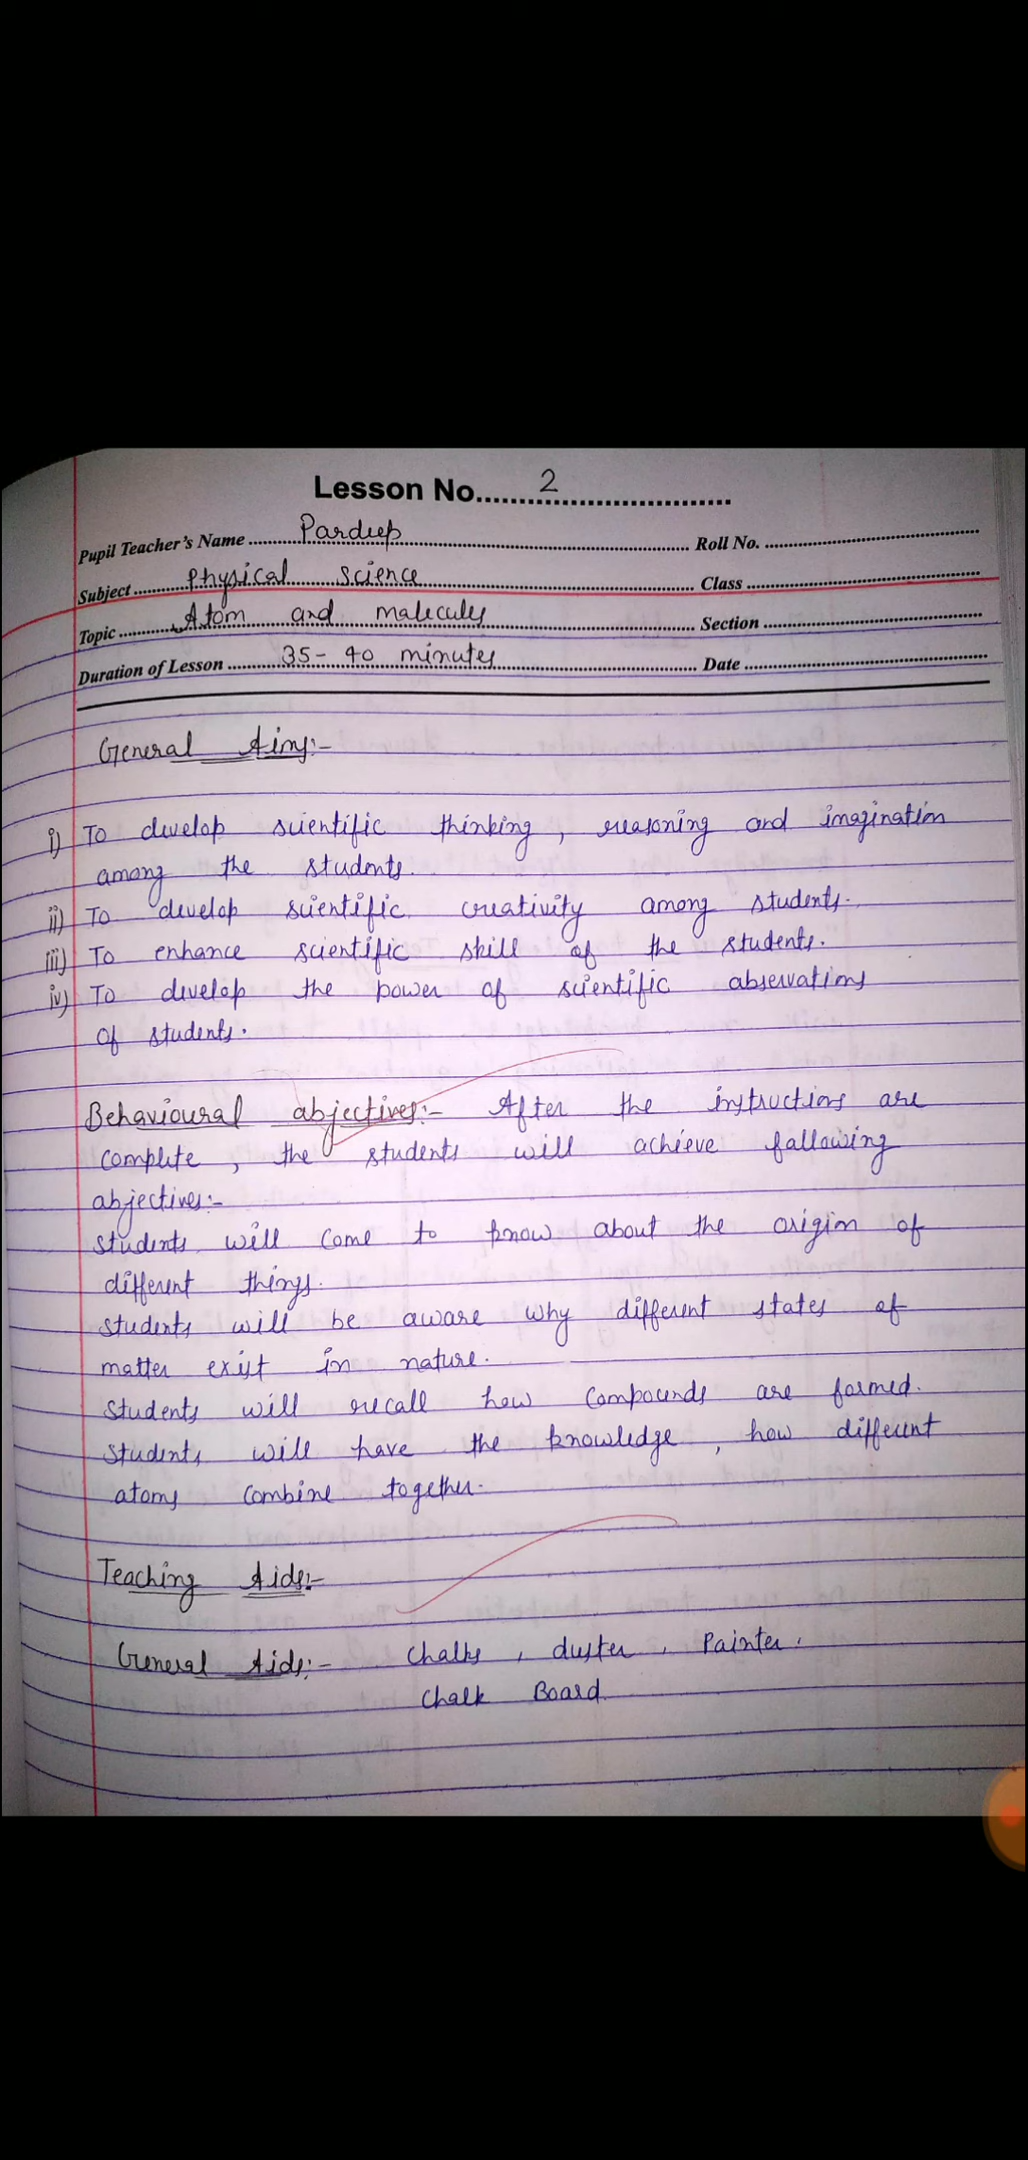 Lesson No. 2
Pupil Teacher's Name Pardeep Roll No.
Subject Physical Science Class
Topic Atom and malecules Section
Duration of Lesson 35-40 minutes Date
General Aims:-
i) To develop scientific thinking, reasoning and imagination
among the students.
ii) To develop scientific creativity among students.
iii) To enhance scientific skill of the students.
iv) To develop the power of scientific abservations
of students.
Behavioural abjectives:- After the instructions are
complete, the students will achieve fallawing
abjectives:-
students will come to know about the origin of
different things.
students will be aware why different states of
matter exist in nature.
Students will recall how compounds are formed.
Students will have the knowledge, how different
atoms combine together.
Teaching Aids:-
General Aids:- Chalks, duster, Painter.
Chalk Board